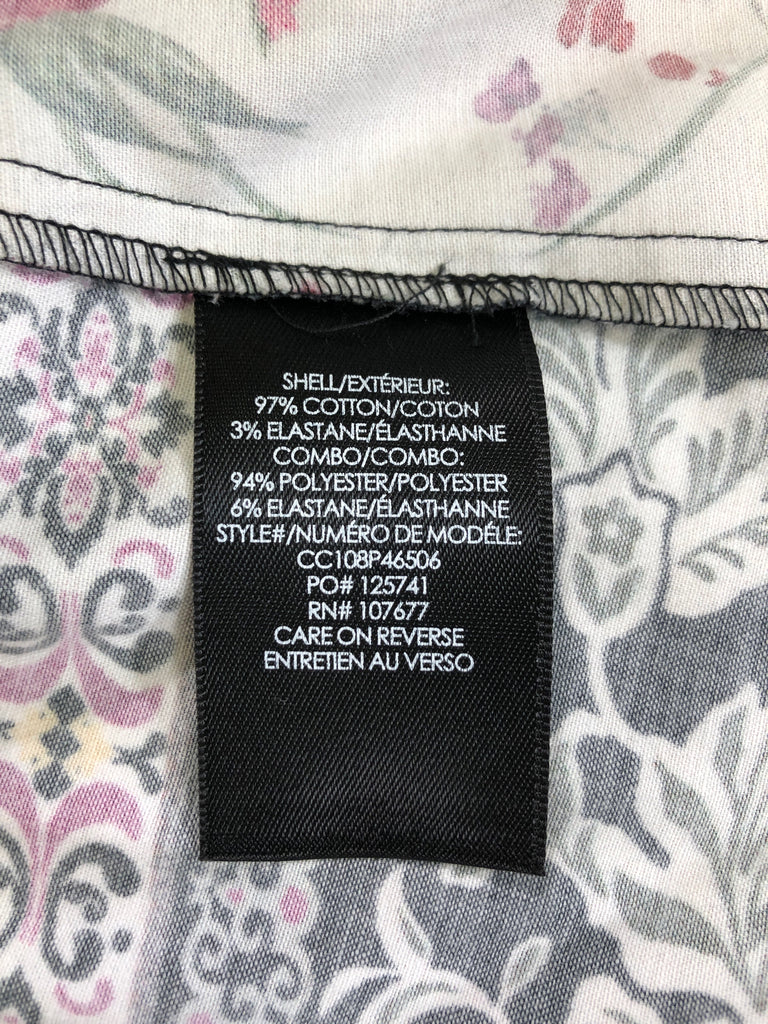 SHELL/EXTÉRIEUR:
97% COTTON/COTON
3% ELASTANE/ÉLASTHANNE
COMBO/COMBO:
94% POLYESTER/POLYESTER
6% ELASTANE/ÉLASTHANNE
STYLE#/NUMÉRO DE MODÉLE:
CC108P46506
PO# 125741
RN# 107677
CARE ON REVERSE
ENTRETIEN AU VERSO